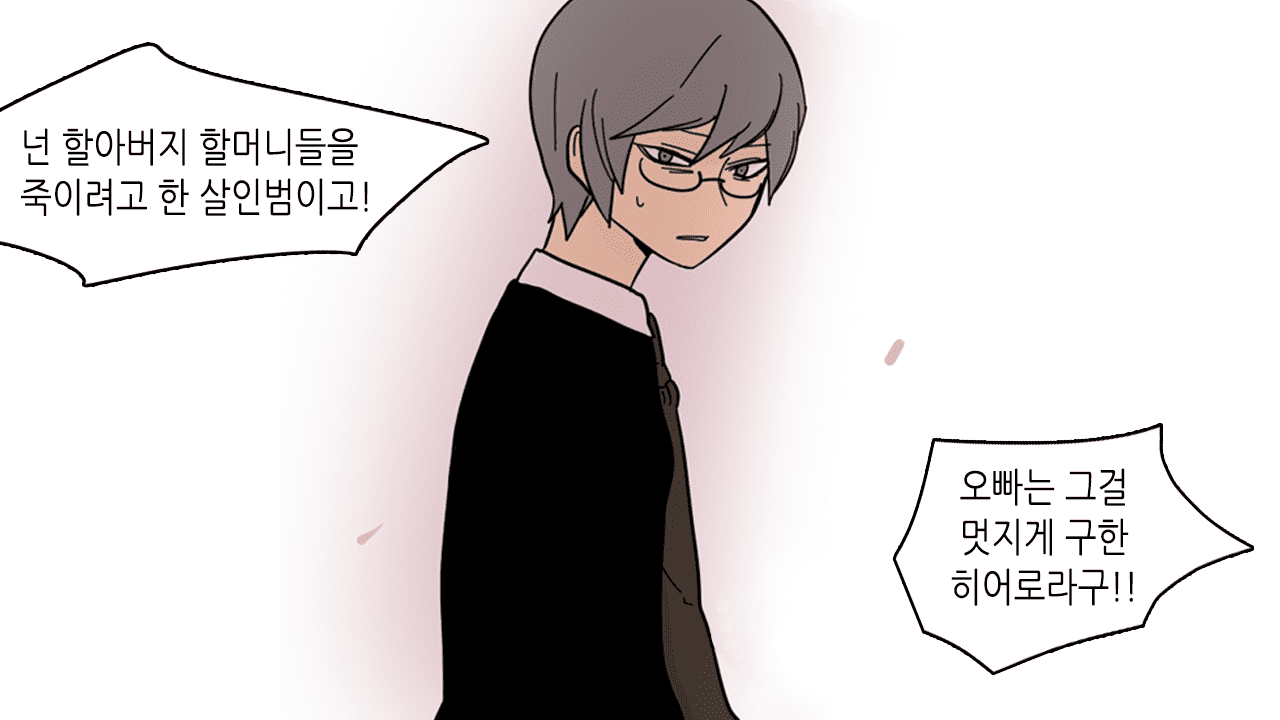 넌 할아버지 할머니들을
죽이려고 한 살인범이고!
오빠는 그걸
멋지게 구한
히어로라구!!